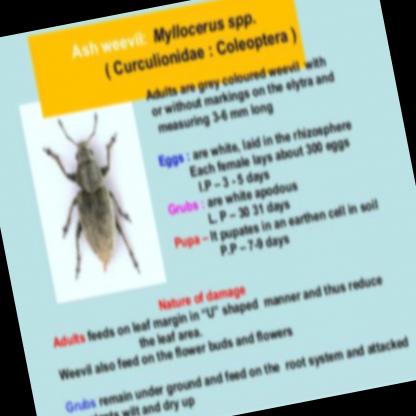 Ash weevil: Myllocerus spp.
( Curculionidae : Coleoptera )
Adults are grey coloured weevil with
or without markings on the elytra and
measuring 3-6 mm long
Eggs : are white, laid in the rhizosphere
Each female lays about 300 eggs
I.P – 3 - 5 days
Grubs : are white apodous
L. P – 30 31 days
Pupa – It pupates in an earthen cell in soil
P.P – 7-9 days
Nature of damage
Adults feeds on leaf margin in "U" shaped manner and thus reduce
the leaf area.
Weevil also feed on the flower buds and flowers
Grubs remain under ground and feed on the root system and attacked
wilt and dry up